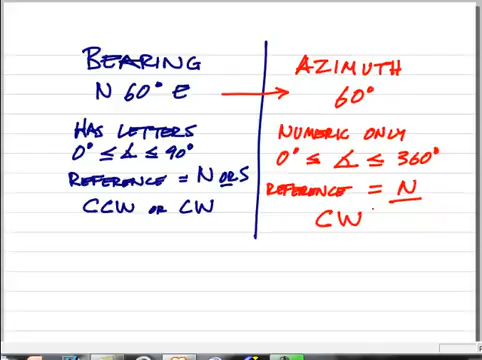 BEARING
N 60° E
HAS LETTERS
0° ≤ ∡ ≤ 90°
REFERENCE = N OR S
CCW OR CW
AZIMUTH
60°
NUMERIC ONLY
0° ≤ ∡ ≤ 360°
REFERENCE = N
CW